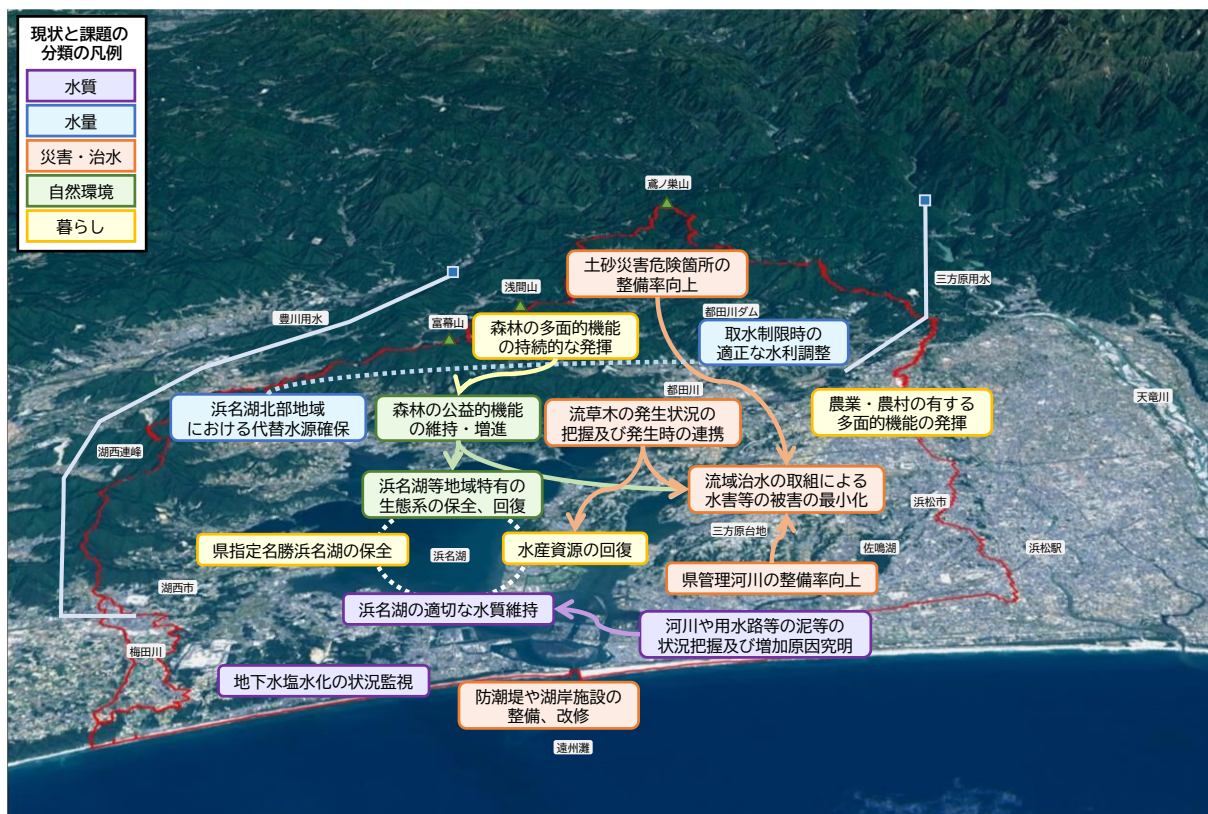 現状と課題の
分類の凡例
水質
水量
災害・治水
自然環境
暮らし
鳶ノ巣山
土砂災害危険箇所の
整備率向上
三方原用水
浅間山
都田川ダム
豊川用水
富幕山
森林の多面的機能
の持続的な発揮
取水制限時の
適正な水利調整
都田川
天竜川
浜名湖北部地域
における代替水源確保
森林の公益的機能
の維持・増進
流草木の発生状況の
把握及び発生時の連携
農業・農村の有する
多面的機能の発揮
湖西連峰
浜名湖等地域特有の
生態系の保全、回復
流域治水の取組による
水害等の被害の最小化
浜松市
三方原台地
県指定名勝浜名湖の保全
浜名湖
水産資源の回復
佐鳴湖
浜松駅
湖西市
県管理河川の整備率向上
浜名湖の適切な水質維持
河川や用水路等の泥等の
状況把握及び増加原因究明
梅田川
地下水塩水化の状況監視
防潮堤や湖岸施設の
整備、改修
遠州灘